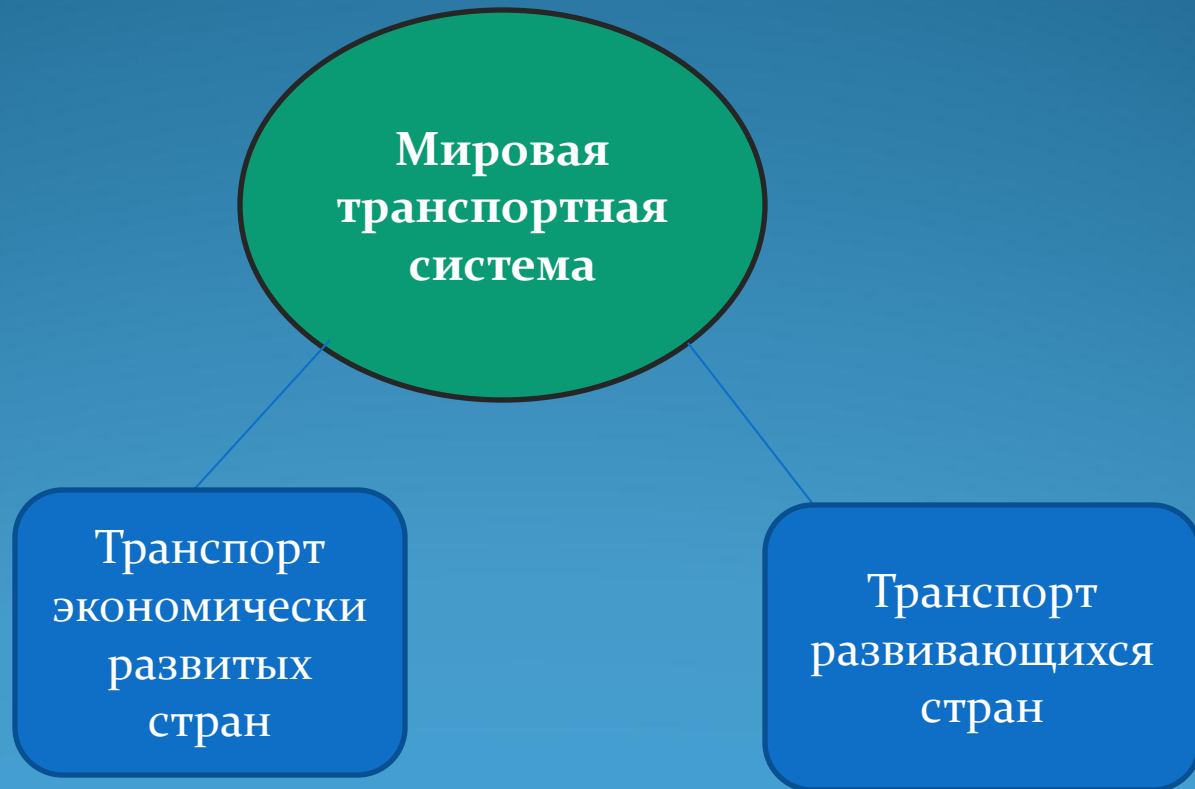 Мировая
транспортная
система
Транспорт
экономически
развитых
стран
Транспорт
развивающихся
стран